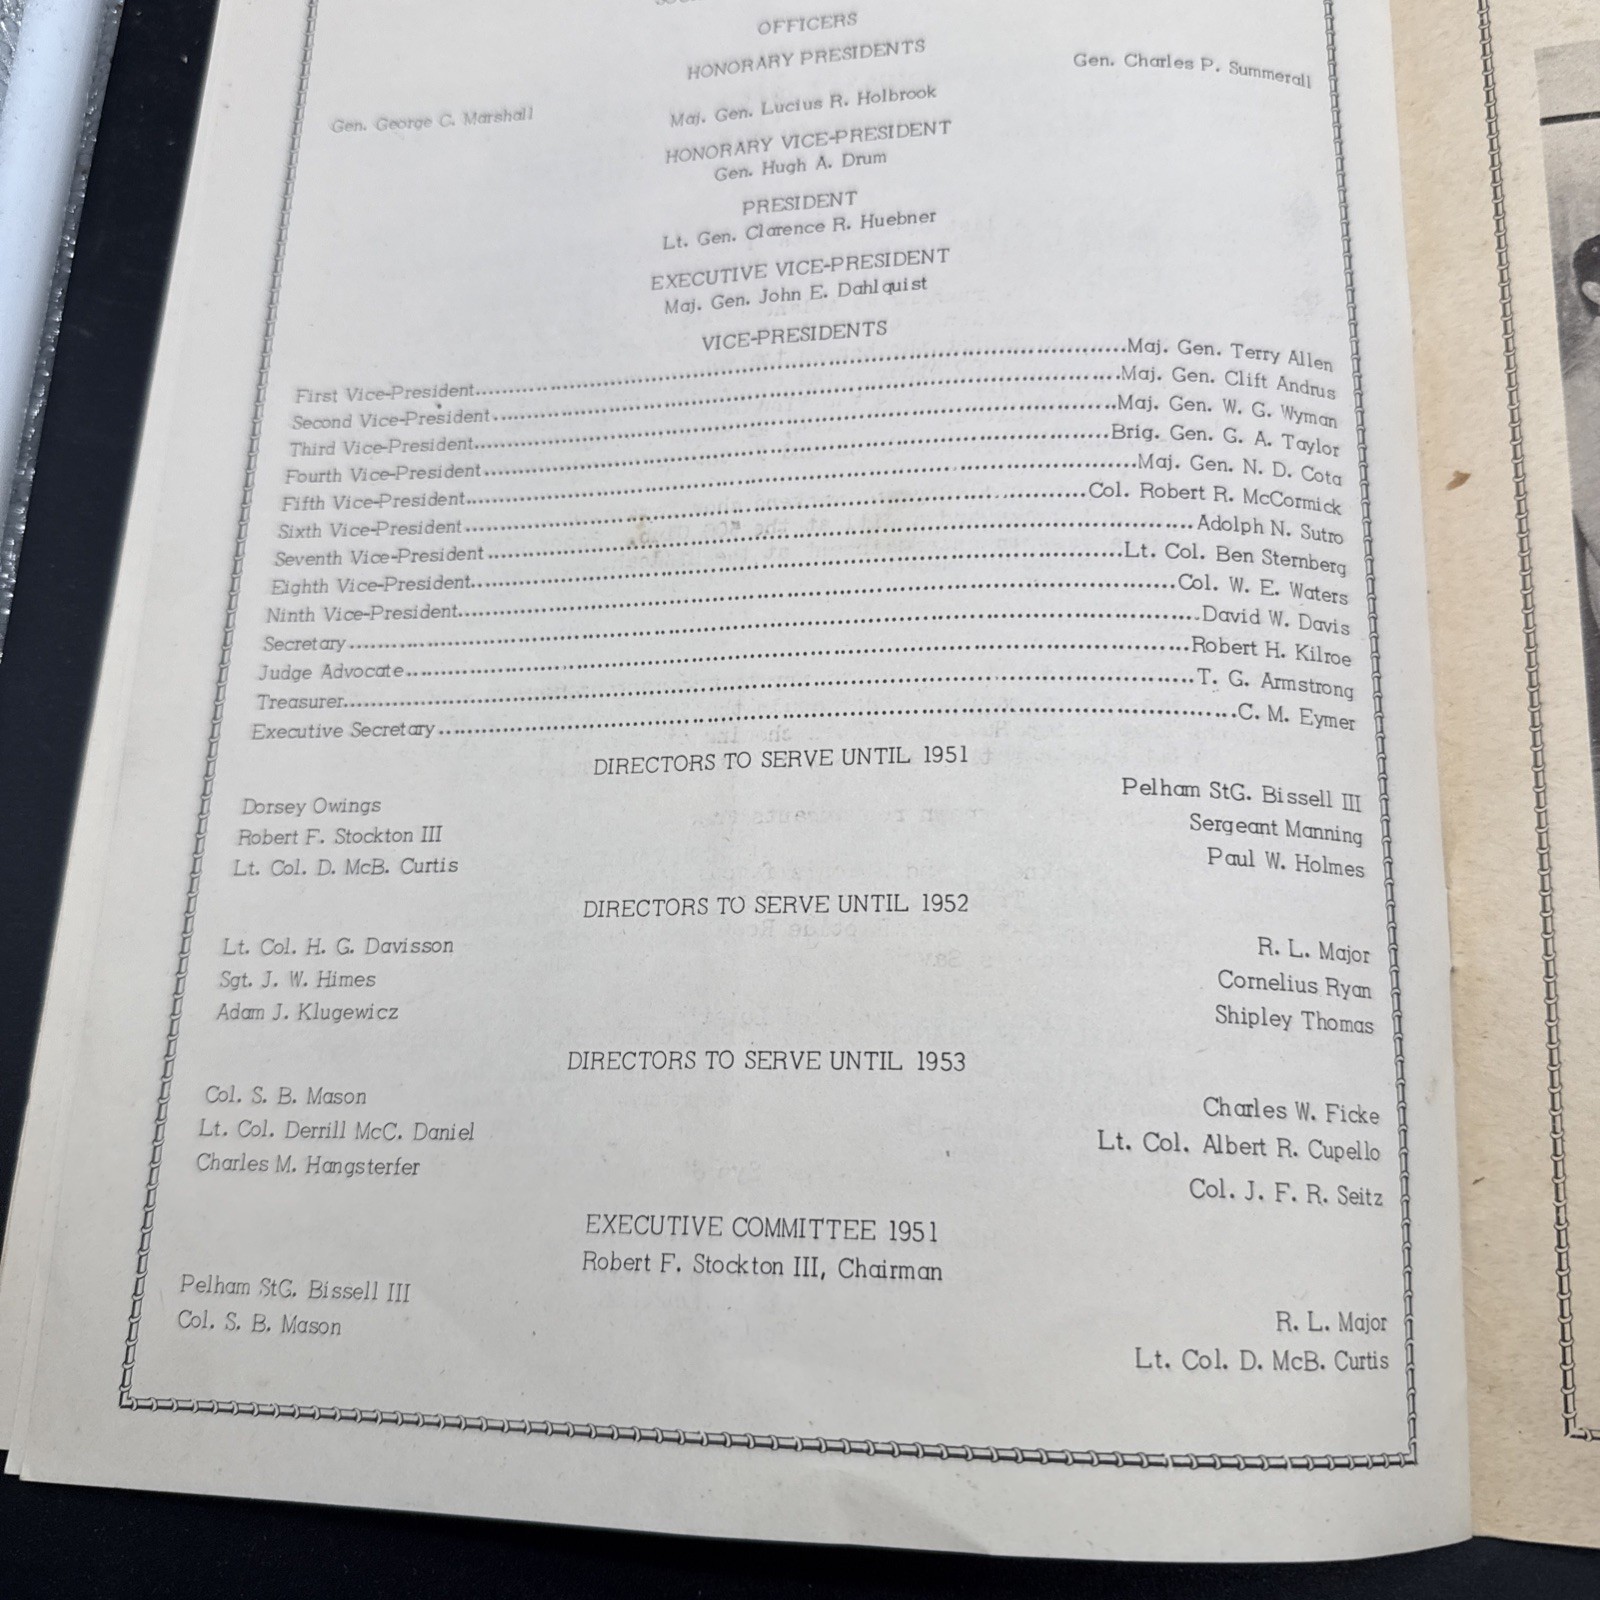 OFFICERS
HONORARY PRESIDENTS
Gen. George C. Marshall Maj. Gen. Lucius R. Holbrook Gen. Charles P. Summerall
HONORARY VICE-PRESIDENT
Gen. Hugh A. Drum
PRESIDENT
Lt. Gen. Clarence R. Huebner
EXECUTIVE VICE-PRESIDENT
Maj. Gen. John E. Dahlquist
VICE-PRESIDENTS
First Vice-President Maj. Gen. Terry Allen
Second Vice-President Maj. Gen. Clift Andrus
Third Vice-President Maj. Gen. W. G. Wyman
Fourth Vice-President Brig. Gen. G. A. Taylor
Fifth Vice-President Maj. Gen. N. D. Cota
Sixth Vice-President Col. Robert R. McCormick
Seventh Vice-President Adolph N. Sutro
Eighth Vice-President Lt. Col. Ben Sternberg
Ninth Vice-President Col. W. E. Waters
Secretary David W. Davis
Judge Advocate Robert H. Kilroe
Treasurer T. G. Armstrong
Executive Secretary C. M. Eymer
DIRECTORS TO SERVE UNTIL 1951
Dorsey Owings Pelham StG. Bissell III
Robert F. Stockton III Sergeant Manning
Lt. Col. D. McB. Curtis Paul W. Holmes
DIRECTORS TO SERVE UNTIL 1952
Lt. Col. H. G. Davisson R. L. Major
Sgt. J. W. Himes Cornelius Ryan
Adam J. Klugewicz Shipley Thomas
DIRECTORS TO SERVE UNTIL 1953
Col. S. B. Mason Charles W. Ficke
Lt. Col. Derrill McC. Daniel Lt. Col. Albert R. Cupello
Charles M. Hangsterfer Col. J. F. R. Seitz
EXECUTIVE COMMITTEE 1951
Robert F. Stockton III, Chairman
Pelham StG. Bissell III R. L. Major
Col. S. B. Mason Lt. Col. D. McB. Curtis